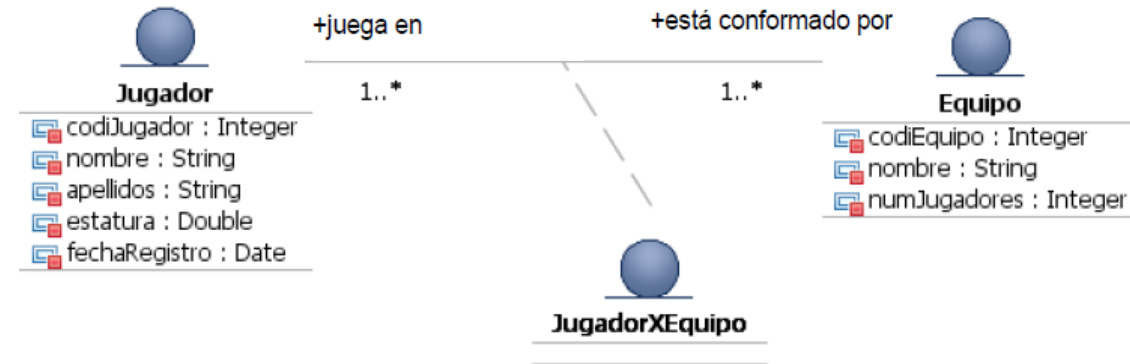 +juega en
+está conformado por
1..*
1..*
Jugador
codiJugador : Integer
nombre : String
apellidos : String
estatura : Double
fechaRegistro : Date
Equipo
codiEquipo : Integer
nombre : String
numJugadores : Integer
JugadorXEquipo